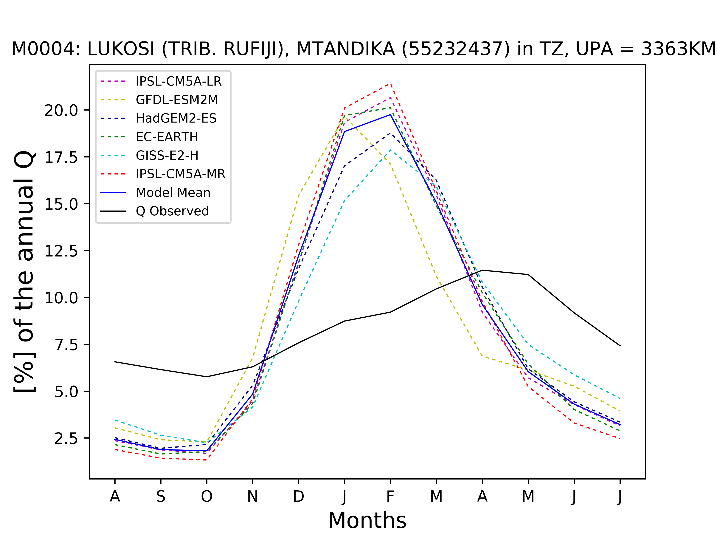 M0004: LUKOSI (TRIB. RUFIJI), MTANDIKA (55232437) in TZ, UPA = 3363KM
IPSL-CM5A-LR
GFDL-ESM2M
HadGEM2-ES
EC-EARTH
GISS-E2-H
IPSL-CM5A-MR
Model Mean
Q Observed
[%] of the annual Q
20.0
17.5
15.0
12.5
10.0
7.5
5.0
2.5
A S O N D J F M A M J J
Months